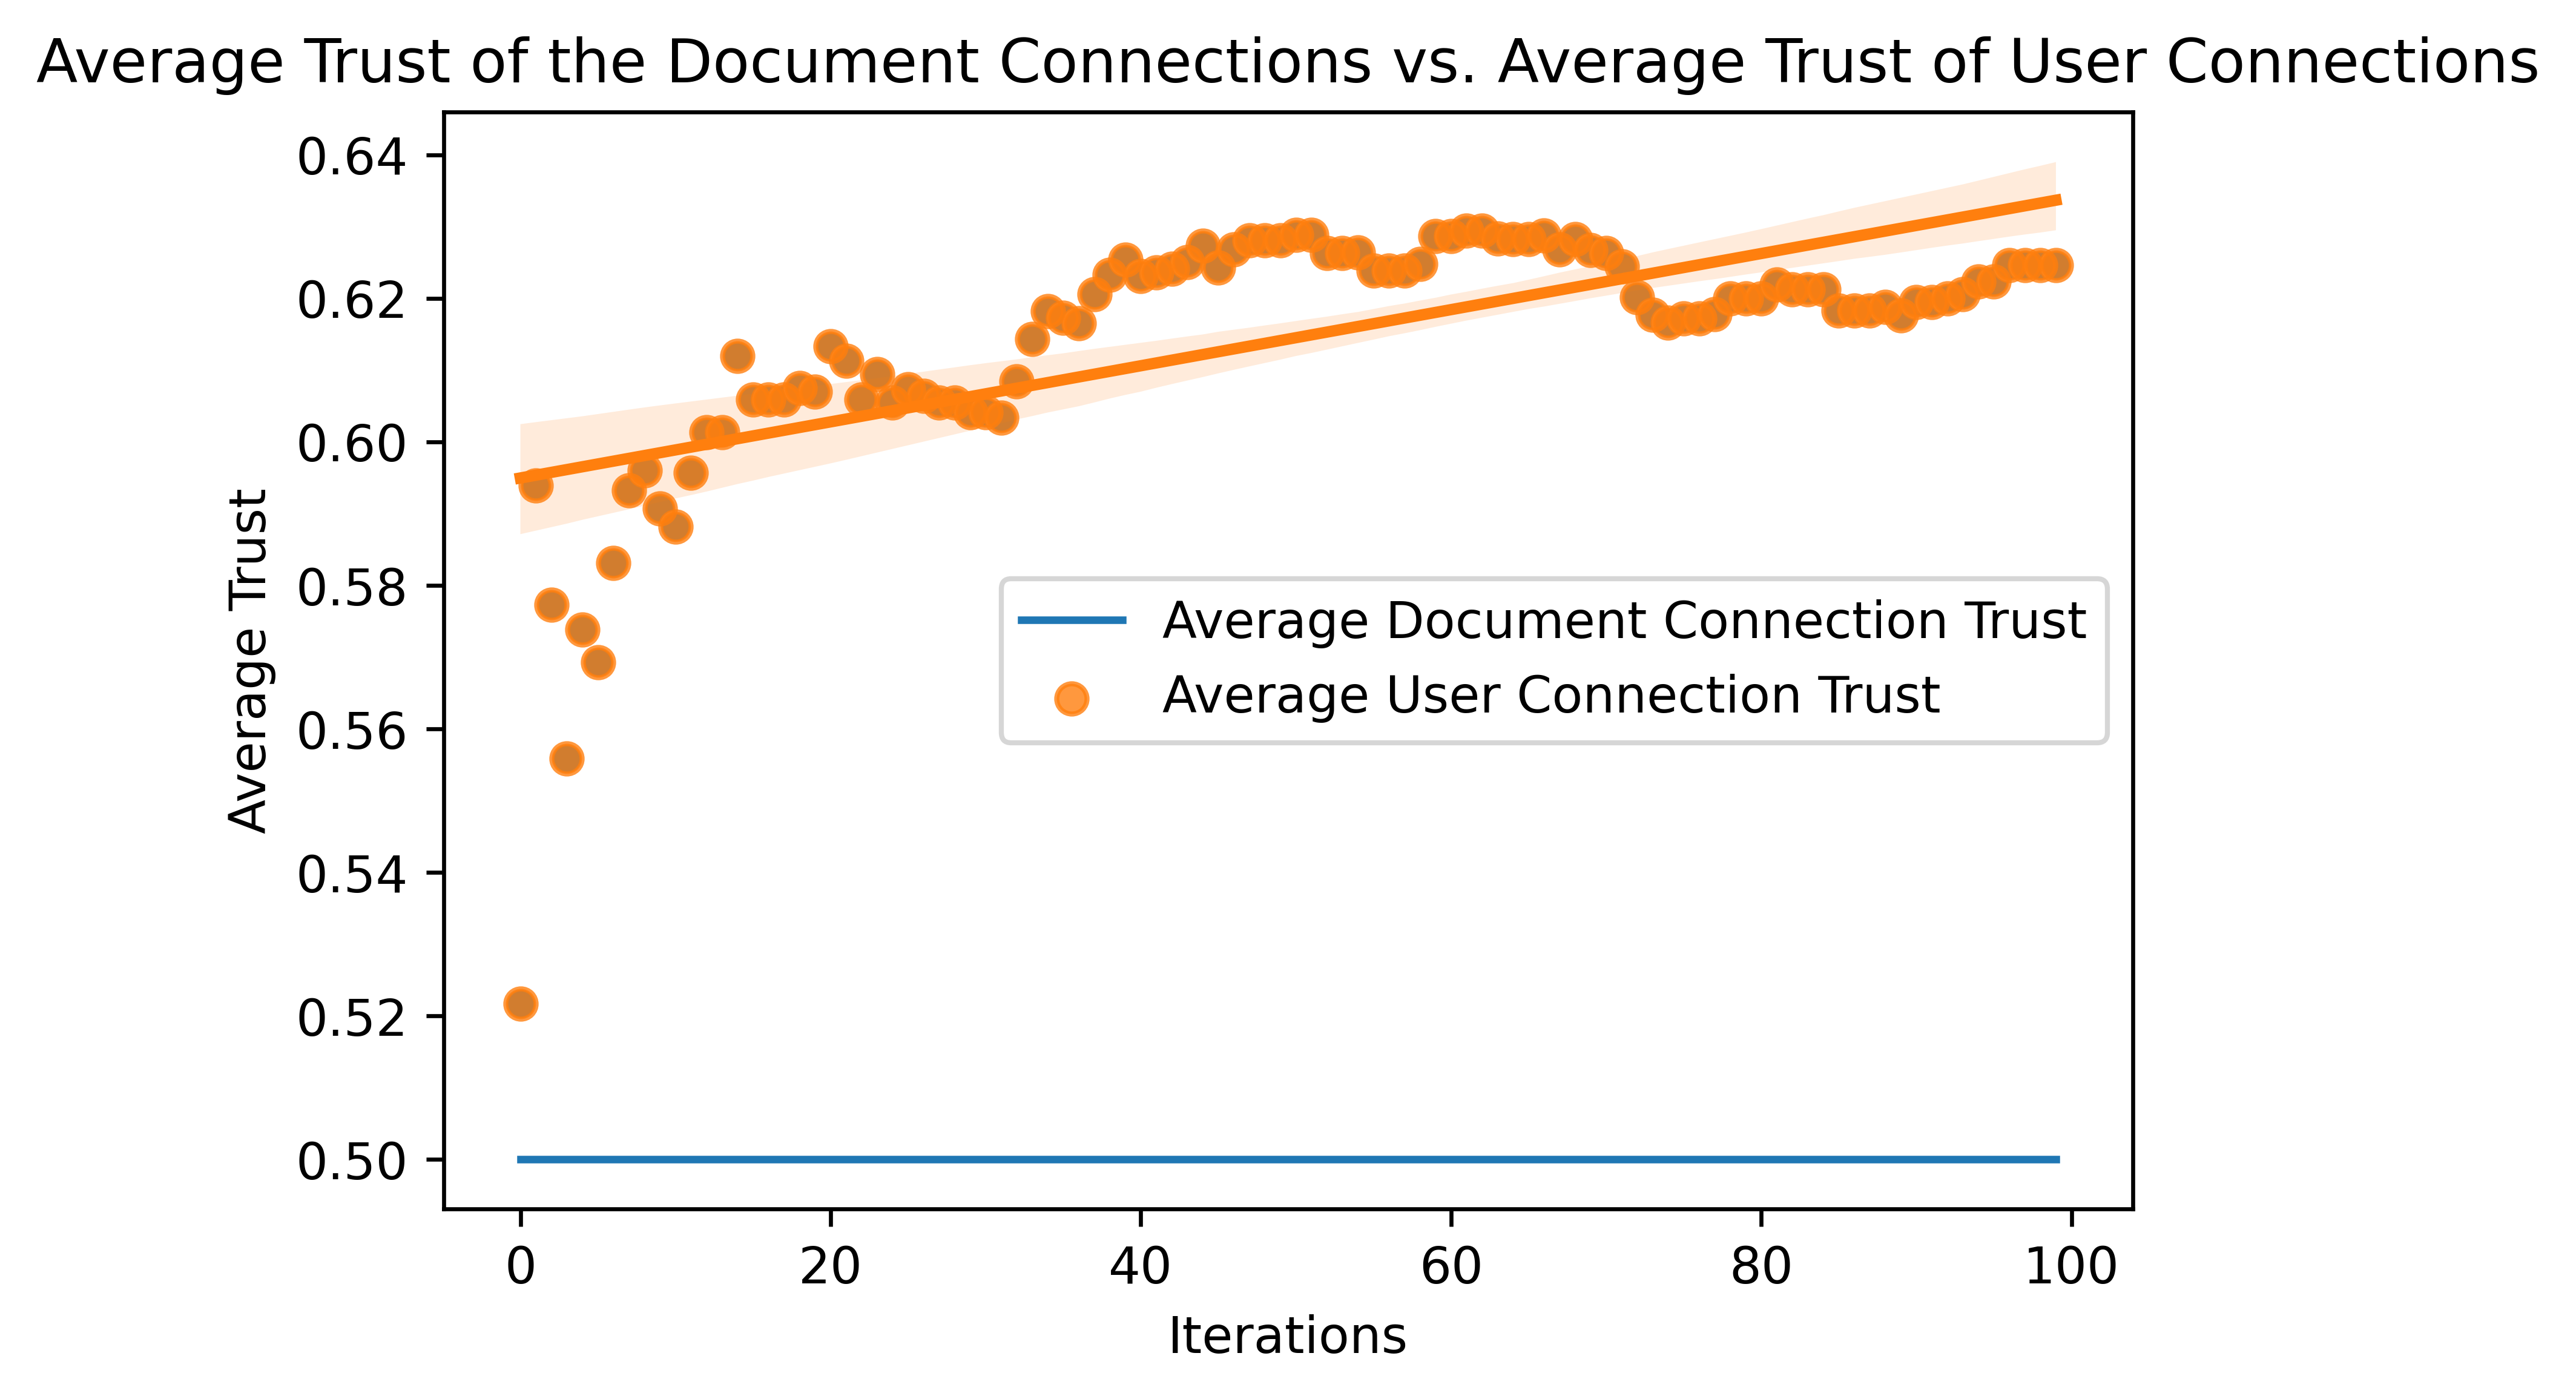 Average Trust of the Document Connections vs. Average Trust of User Connections
0.64
0.62
0.60
0.58
0.56
0.54
0.52
0.50
Average Trust
Average Document Connection Trust
Average User Connection Trust
0 20 40 60 80 100
Iterations